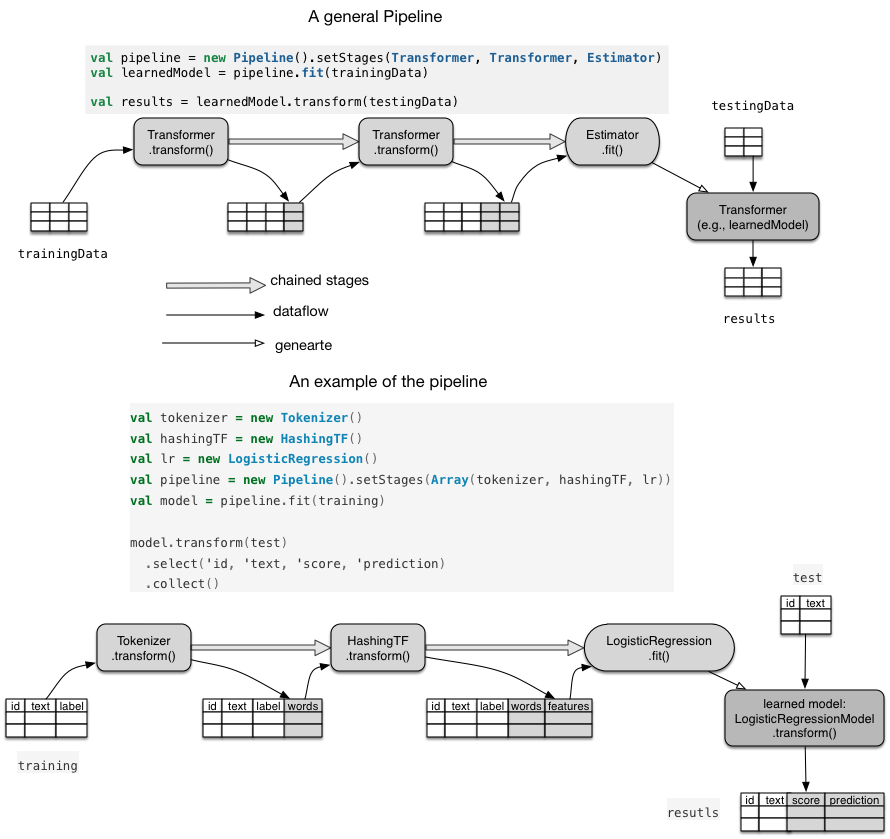 A general Pipeline
val pipeline = new Pipeline().setStages(Transformer, Transformer, Estimator)
val learnedModel = pipeline.fit(trainingData)
val results = learnedModel.transform(testingData)
testingData
Transformer
.transform()
Transformer
.transform()
Estimator
.fit()
Transformer
(e.g., learnedModel)
trainingData
results
chained stages
dataflow
genearte
An example of the pipeline
val tokenizer = new Tokenizer()
val hashingTF = new HashingTF()
val lr = new LogisticRegression()
val pipeline = new Pipeline().setStages(Array(tokenizer, hashingTF, lr))
val model = pipeline.fit(training)
model.transform(test)
.select('id, 'text, 'score, 'prediction)
.collect()
test
id text
Tokenizer
.transform()
HashingTF
.transform()
LogisticRegression
.fit()
id text label
id text label words
id text label words features
learned model:
LogisticRegressionModel
.transform()
training
resutls
id text score prediction